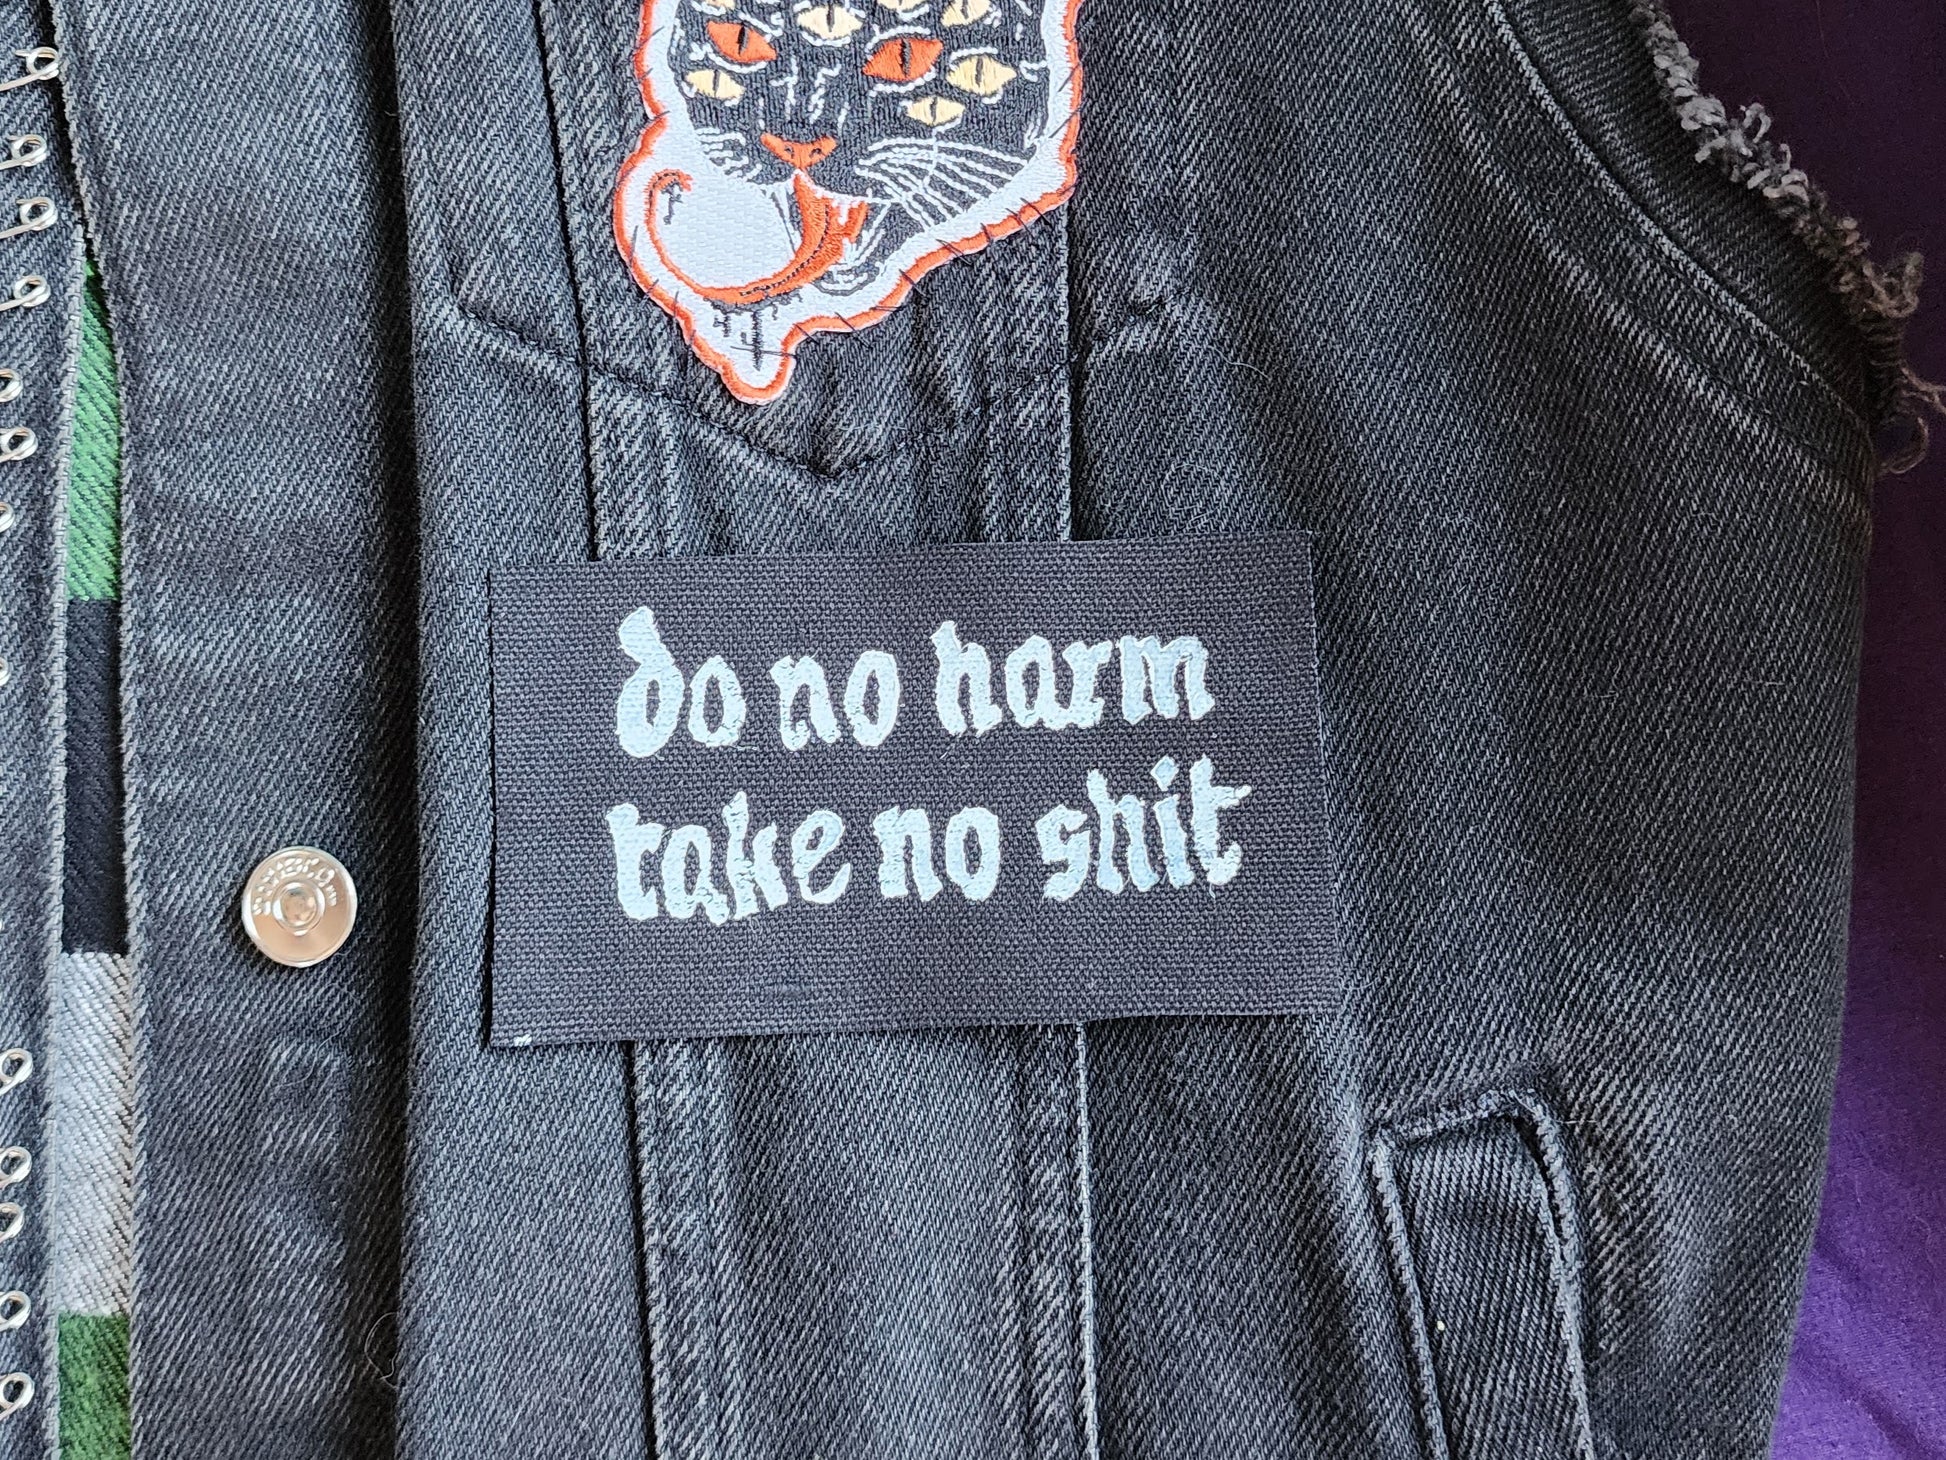 do no harm
take no shit